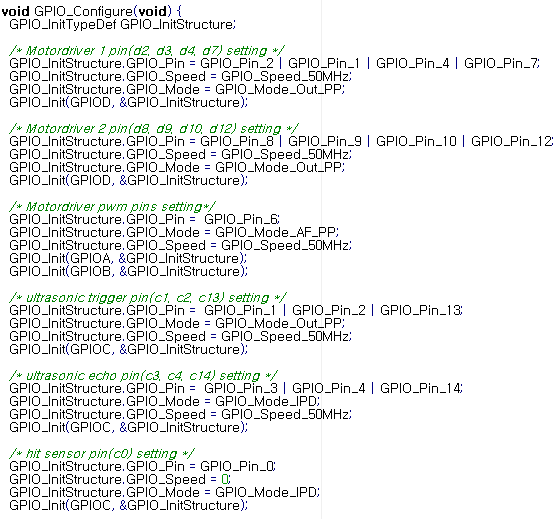 void GPIO_Configure(void) {
GPIO_InitTypeDef GPIO_InitStructure;
/* Motordriver 1 pin(d2, d3, d4, d7) setting */
GPIO_InitStructure.GPIO_Pin = GPIO_Pin_2 | GPIO_Pin_1 | GPIO_Pin_4 | GPIO_Pin_7;
GPIO_InitStructure.GPIO_Speed = GPIO_Speed_50MHz;
GPIO_InitStructure.GPIO_Mode = GPIO_Mode_Out_PP;
GPIO_Init(GPIOD, &GPIO_InitStructure);
/* Motordriver 2 pin(d8, d9, d10, d12) setting */
GPIO_InitStructure.GPIO_Pin = GPIO_Pin_8 | GPIO_Pin_9 | GPIO_Pin_10 | GPIO_Pin_12;
GPIO_InitStructure.GPIO_Speed = GPIO_Speed_50MHz;
GPIO_InitStructure.GPIO_Mode = GPIO_Mode_Out_PP;
GPIO_Init(GPIOD, &GPIO_InitStructure);
/* Motordriver pwm pins setting*/
GPIO_InitStructure.GPIO_Pin = GPIO_Pin_6;
GPIO_InitStructure.GPIO_Mode = GPIO_Mode_AF_PP;
GPIO_InitStructure.GPIO_Speed = GPIO_Speed_50MHz;
GPIO_Init(GPIOA, &GPIO_InitStructure);
GPIO_Init(GPIOB, &GPIO_InitStructure);
/* ultrasonic trigger pin(c1, c2, c13) setting */
GPIO_InitStructure.GPIO_Pin = GPIO_Pin_1 | GPIO_Pin_2 | GPIO_Pin_13;
GPIO_InitStructure.GPIO_Mode = GPIO_Mode_Out_PP;
GPIO_InitStructure.GPIO_Speed = GPIO_Speed_50MHz;
GPIO_Init(GPIOC, &GPIO_InitStructure);
/* ultrasonic echo pin(c3, c4, c14) setting */
GPIO_InitStructure.GPIO_Pin = GPIO_Pin_3 | GPIO_Pin_4 | GPIO_Pin_14;
GPIO_InitStructure.GPIO_Mode = GPIO_Mode_IPD;
GPIO_InitStructure.GPIO_Speed = GPIO_Speed_50MHz;
GPIO_Init(GPIOC, &GPIO_InitStructure);
/* hit sensor pin(c0) setting */
GPIO_InitStructure.GPIO_Pin = GPIO_Pin_0;
GPIO_InitStructure.GPIO_Speed = 0;
GPIO_InitStructure.GPIO_Mode = GPIO_Mode_IPD;
GPIO_Init(GPIOC, &GPIO_InitStructure);